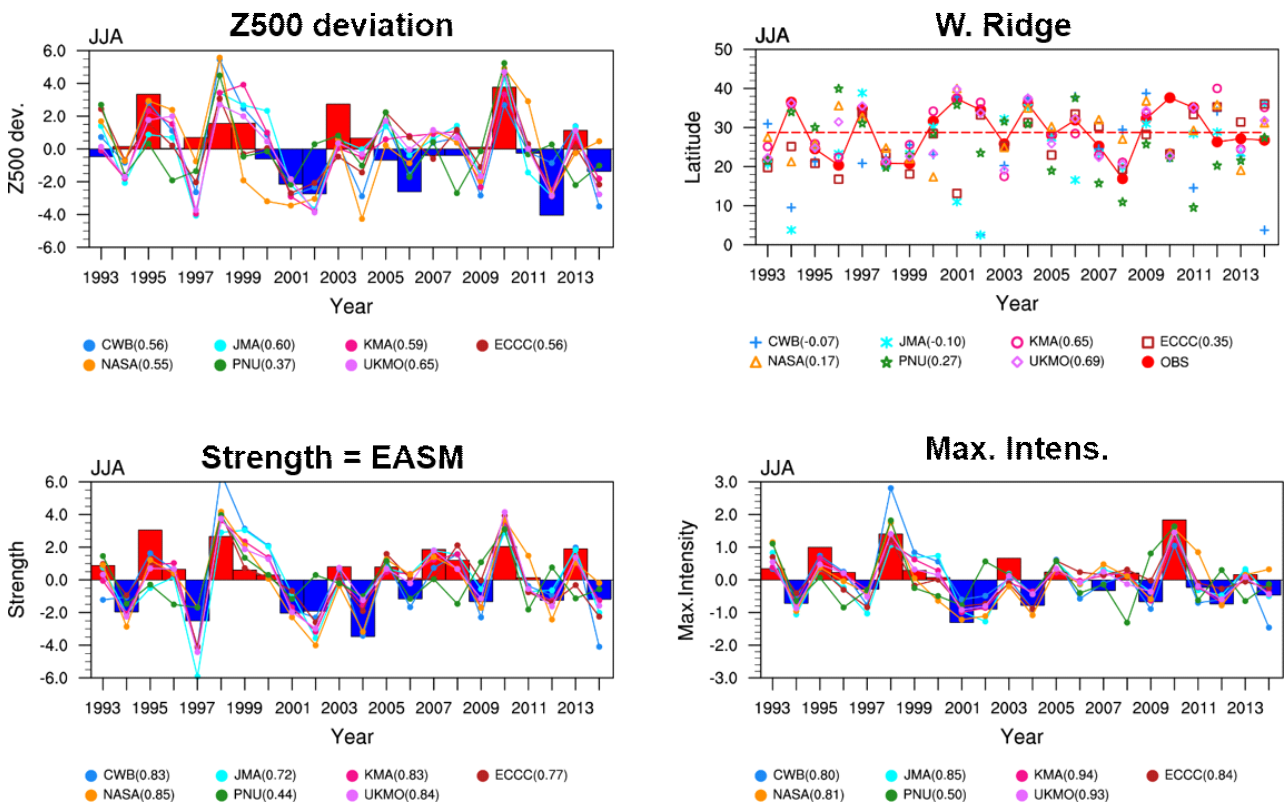 Z500 deviation
JJA
6.0
4.0
2.0
0.0
-2.0
-4.0
-6.0
Z500 dev.
1993 1995 1997 1999 2001 2003 2005 2007 2009 2011 2013
Year
CWB(0.56) JMA(0.60) KMA(0.59) ECCC(0.56)
NASA(0.55) PNU(0.37) UKMO(0.65)
W. Ridge
JJA
50
40
30
20
10
0
Latitude
1993 1995 1997 1999 2001 2003 2005 2007 2009 2011 2013
Year
CWB(-0.07) JMA(-0.10) KMA(0.65) ECCC(0.35)
NASA(0.17) PNU(0.27) UKMO(0.69) OBS
Strength = EASM
JJA
6.0
4.0
2.0
0.0
-2.0
-4.0
-6.0
Strength
1993 1995 1997 1999 2001 2003 2005 2007 2009 2011 2013
Year
CWB(0.83) JMA(0.72) KMA(0.83) ECCC(0.77)
NASA(0.85) PNU(0.44) UKMO(0.84)
Max. Intens.
JJA
3.0
2.0
1.0
0.0
-1.0
-2.0
-3.0
Max.Intensity
1993 1995 1997 1999 2001 2003 2005 2007 2009 2011 2013
Year
CWB(0.80) JMA(0.85) KMA(0.94) ECCC(0.84)
NASA(0.81) PNU(0.50) UKMO(0.93)